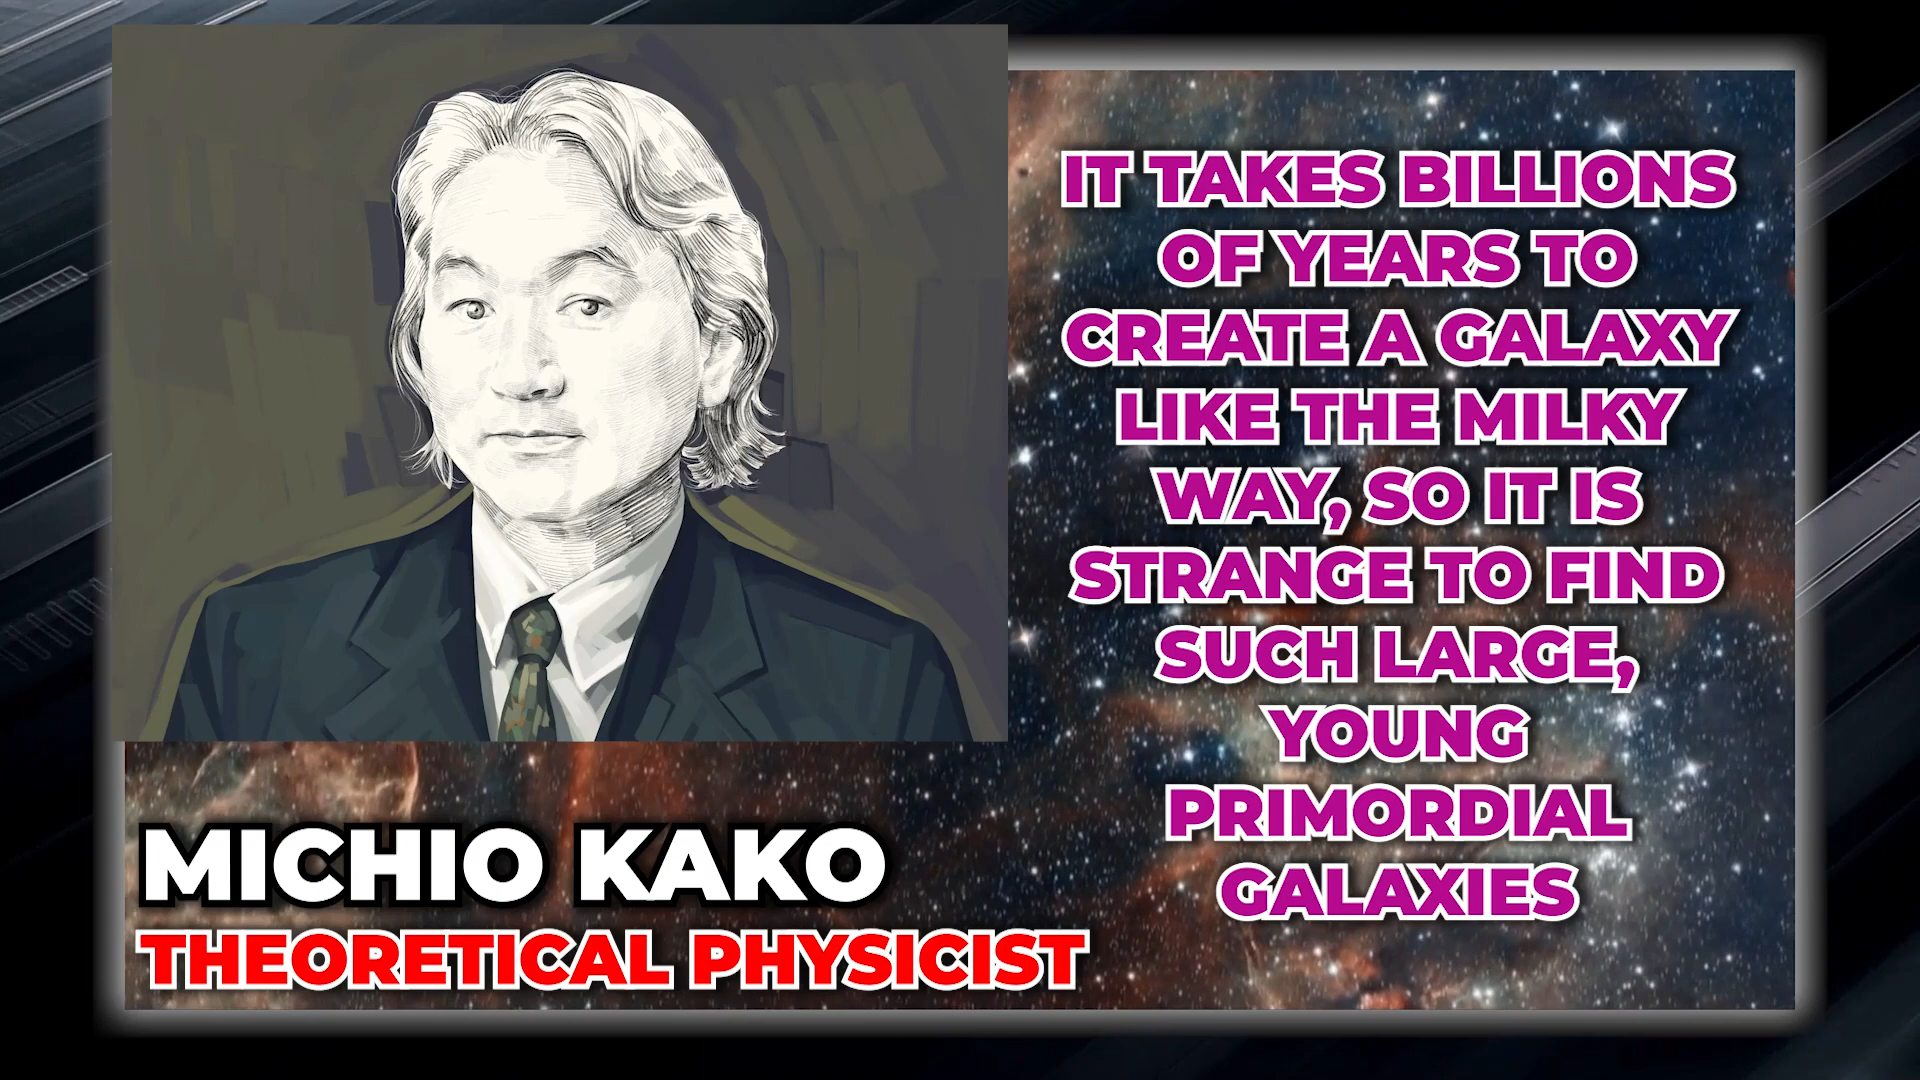 IT TAKES BILLIONS
OF YEARS TO
CREATE A GALAXY
LIKE THE MILKY
WAY, SO IT IS
STRANGE TO FIND
SUCH LARGE,
YOUNG
PRIMORDIAL
GALAXIES
MICHIO KAKO
THEORETICAL PHYSICIST